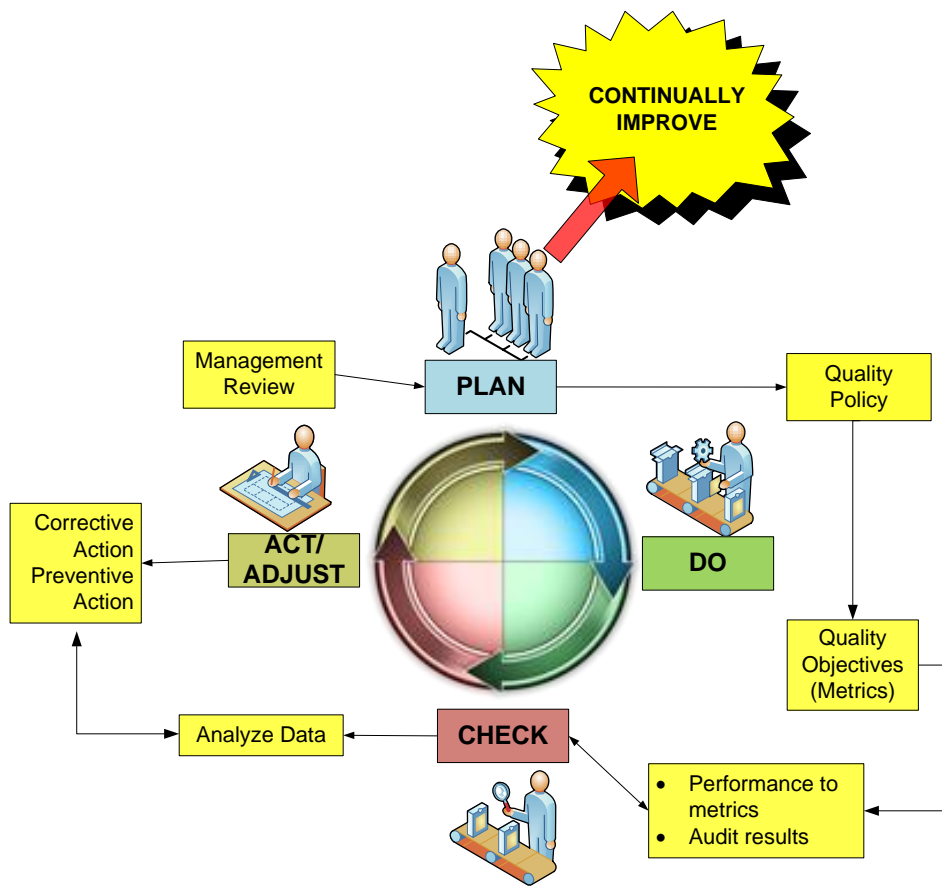 CONTINUALLY
IMPROVE
Management
Review
PLAN
Quality
Policy
ACT/
ADJUST
DO
Corrective
Action
Preventive
Action
Quality
Objectives
(Metrics)
Analyze Data
CHECK
• Performance to
metrics
• Audit results